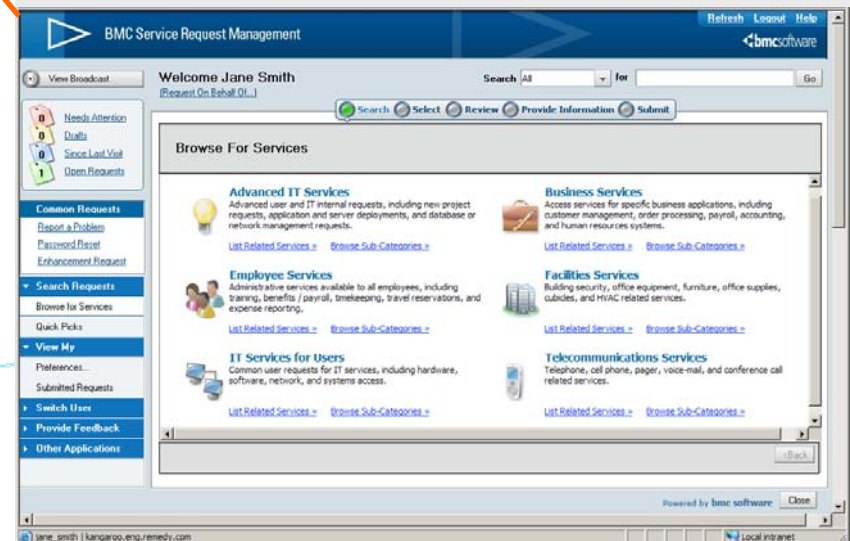 Refresh Logout Help
BMC Service Request Management
bmcsoftware
View Broadcast
Welcome Jane Smith
(Request On Behalf Of...)
Search All for Go
Search Select Review Provide Information Submit
0 Needs Attention
0 Drafts
0 Since Last Visit
1 Open Requests
Common Requests
Report a Problem
Password Reset
Enhancement Request
Search Requests
Browse for Services
Quick Picks
View My
Preferences...
Submitted Requests
Switch User
Provide Feedback
Other Applications
Browse For Services
Advanced IT Services
Advanced user and IT internal requests, including new project
requests, application and server deployments, and database or
network management requests.
List Related Services » Browse Sub-Categories »
Business Services
Access services for specific business applications, including
customer management, order processing, payroll, accounting,
and human resources systems.
List Related Services » Browse Sub-Categories »
Employee Services
Administrative services available to all employees, including
training, benefits / payroll, timekeeping, travel reservations, and
expense reporting.
List Related Services » Browse Sub-Categories »
Facilities Services
Building security, office equipment, furniture, office supplies,
cubicles, and HVAC related services.
List Related Services » Browse Sub-Categories »
IT Services for Users
Common user requests for IT services, including hardware,
software, network, and systems access.
List Related Services » Browse Sub-Categories »
Telecommunications Services
Telephone, cell phone, pager, voice-mail, and conference call
related services.
List Related Services » Browse Sub-Categories »
<Back
Powered by bmc software Close
jane_smith | kangaroo.eng.remedy.com
Local intranet